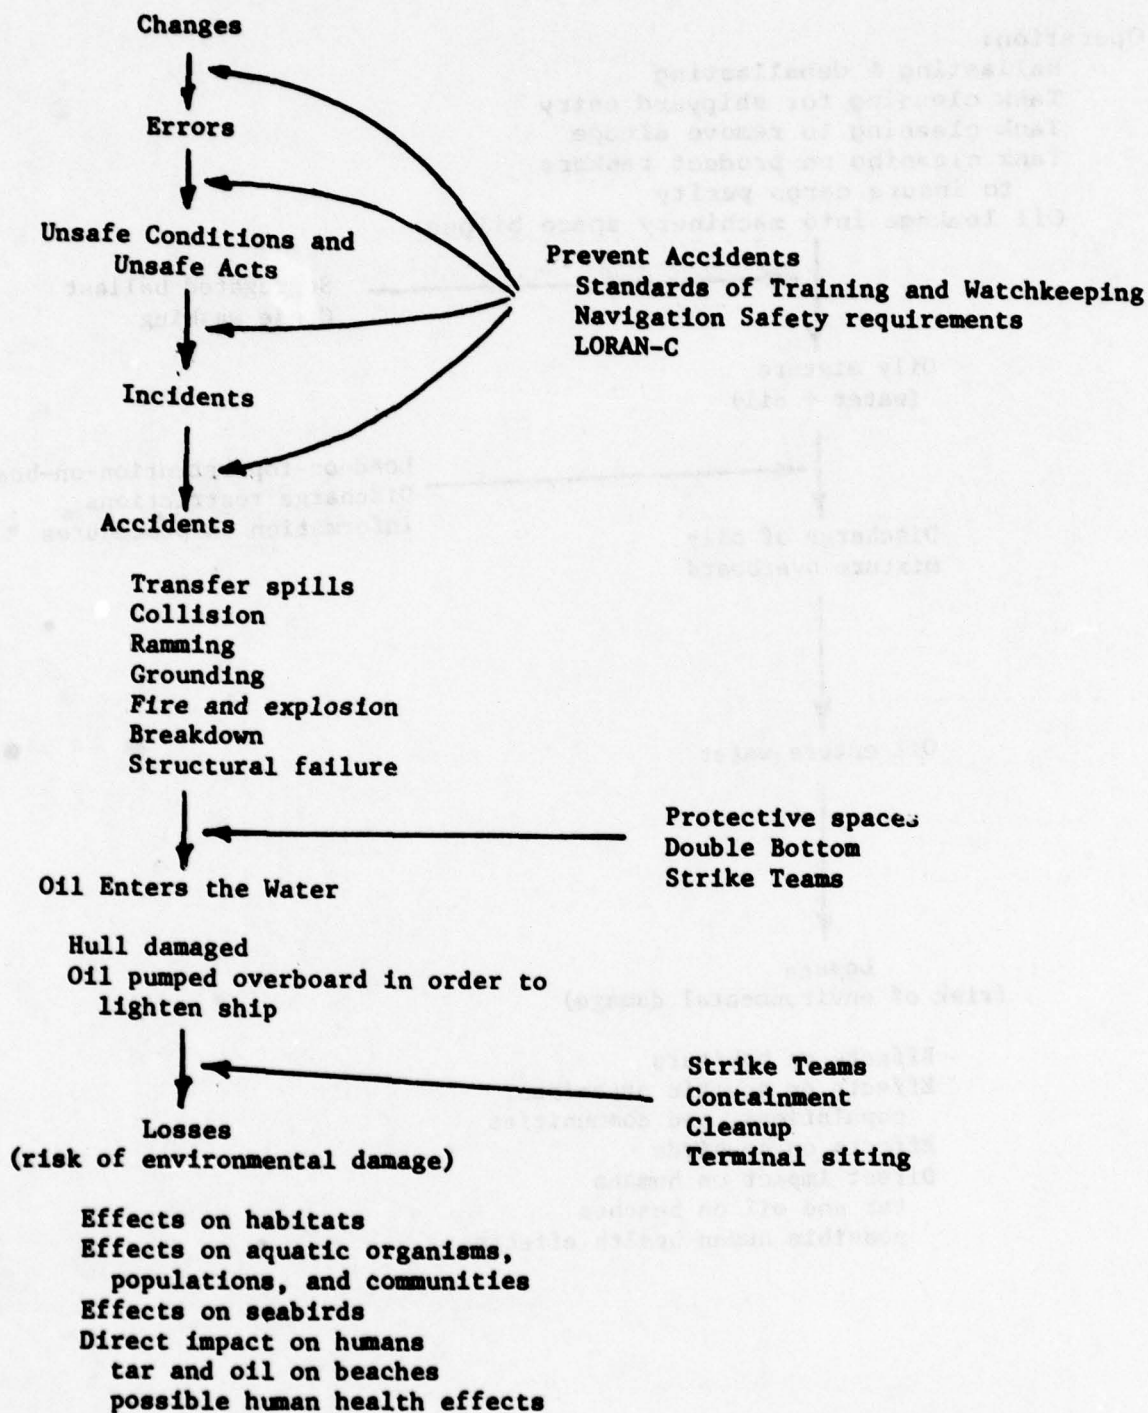 Changes
Errors
Unsafe Conditions and
Unsafe Acts
Prevent Accidents
Standards of Training and Watchkeeping
Navigation Safety requirements
LORAN-C
Incidents
Accidents
Transfer spills
Collision
Ramming
Grounding
Fire and explosion
Breakdown
Structural failure
Protective spaces
Double Bottom
Strike Teams
Oil Enters the Water
Hull damaged
Oil pumped overboard in order to
lighten ship
Strike Teams
Containment
Cleanup
Terminal siting
Losses
(risk of environmental damage)
Effects on habitats
Effects on aquatic organisms,
populations, and communities
Effects on seabirds
Direct impact on humans
tar and oil on beaches
possible human health effects